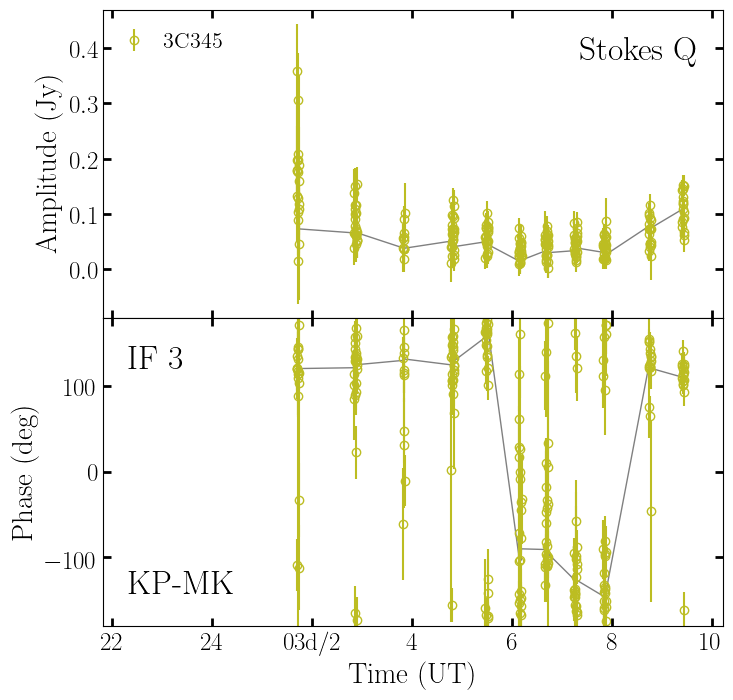 3C345
Stokes Q
0.4
0.3
0.2
0.1
0.0
Amplitude (Jy)
IF 3
KP-MK
100
0
−100
Phase (deg)
22 24 03d/2 4 6 8 10
Time (UT)